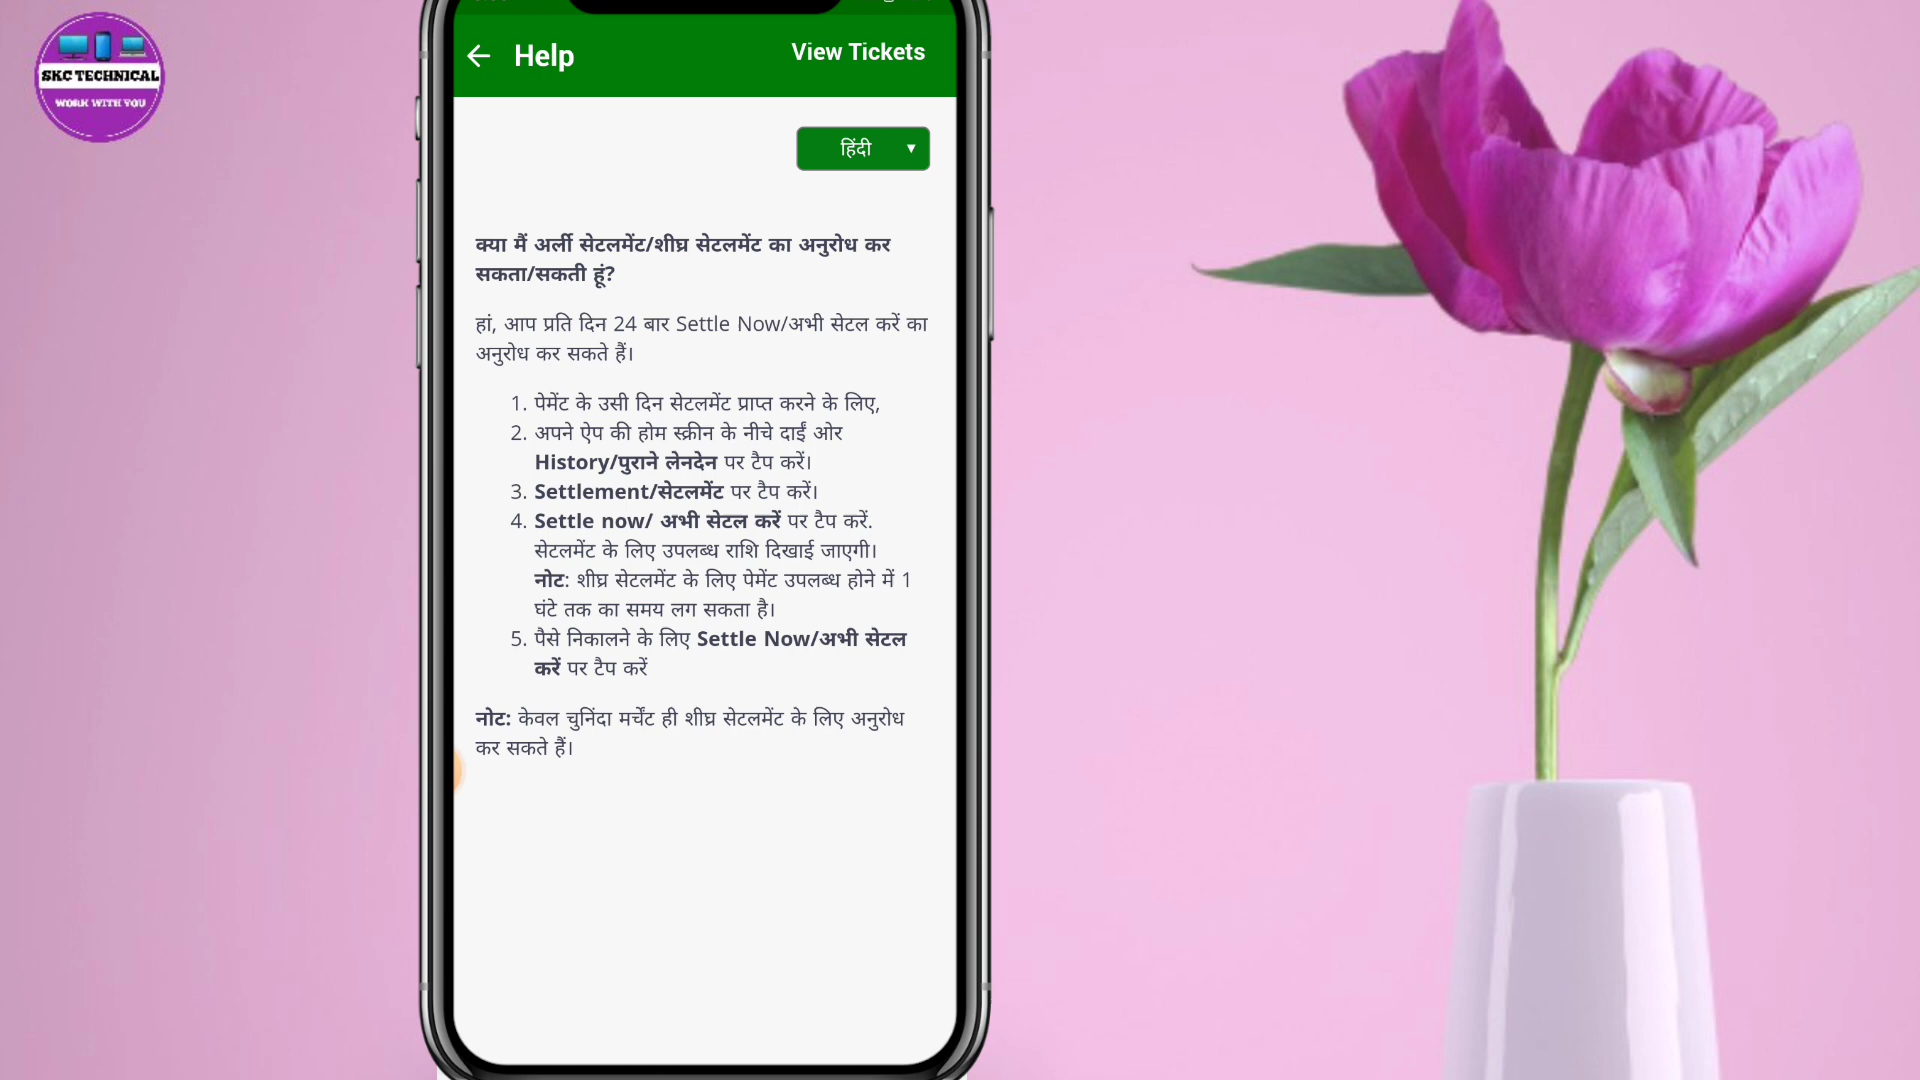 SKC TECHNICAL
WORK WITH YOU
Help
View Tickets
हिंदी
क्या मैं अर्ली सेटलमेंट/शीघ्र सेटलमेंट का अनुरोध कर
सकता/सकती हूं?
हां, आप प्रति दिन 24 बार Settle Now/अभी सेटल करें का
अनुरोध कर सकते हैं।
1. पेमेंट के उसी दिन सेटलमेंट प्राप्त करने के लिए,
2. अपने ऐप की होम स्क्रीन के नीचे दाईं ओर
History/पुराने लेनदेन पर टैप करें।
3. Settlement/सेटलमेंट पर टैप करें।
4. Settle now/ अभी सेटल करें पर टैप करें.
सेटलमेंट के लिए उपलब्ध राशि दिखाई जाएगी।
नोट: शीघ्र सेटलमेंट के लिए पेमेंट उपलब्ध होने में 1
घंटे तक का समय लग सकता है।
5. पैसे निकालने के लिए Settle Now/अभी सेटल
करें पर टैप करें
नोट: केवल चुनिंदा मर्चेंट ही शीघ्र सेटलमेंट के लिए अनुरोध
कर सकते हैं।